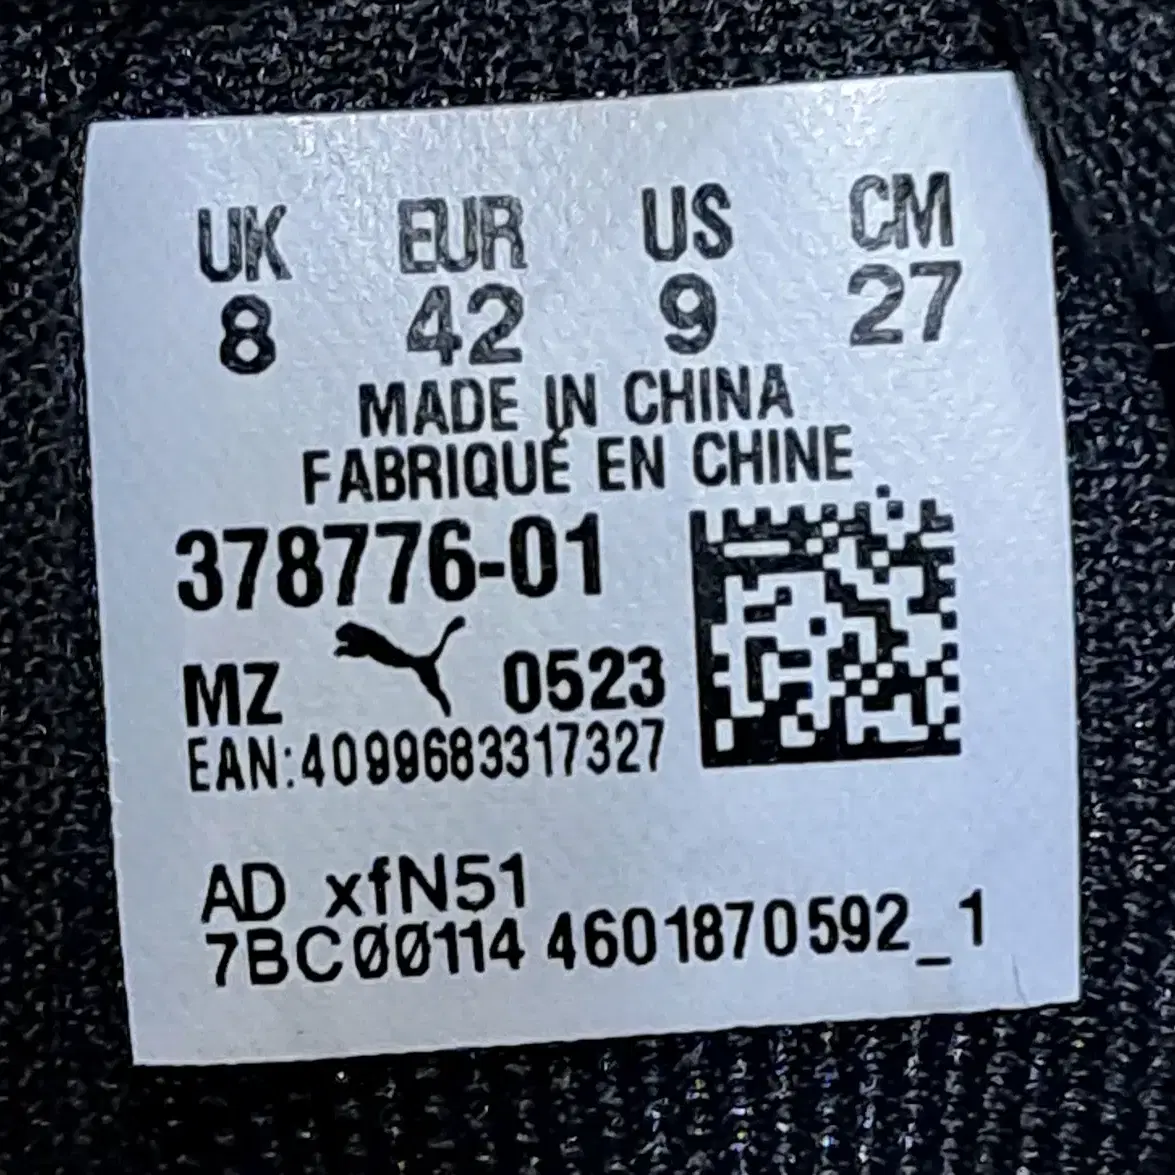 UK EUR US CM
8 42 9 27
MADE IN CHINA
FABRIQUÉ EN CHINE
378776-01
MZ 0523
EAN:4099683317327
AD xfN51
7BC00114 4601870592_1